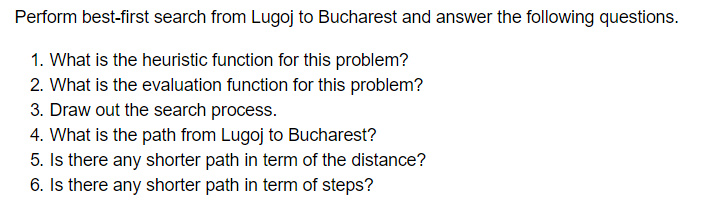 Perform best-first search from Lugoj to Bucharest and answer the following questions.
1. What is the heuristic function for this problem?
2. What is the evaluation function for this problem?
3. Draw out the search process.
4. What is the path from Lugoj to Bucharest?
5. Is there any shorter path in term of the distance?
6. Is there any shorter path in term of steps?